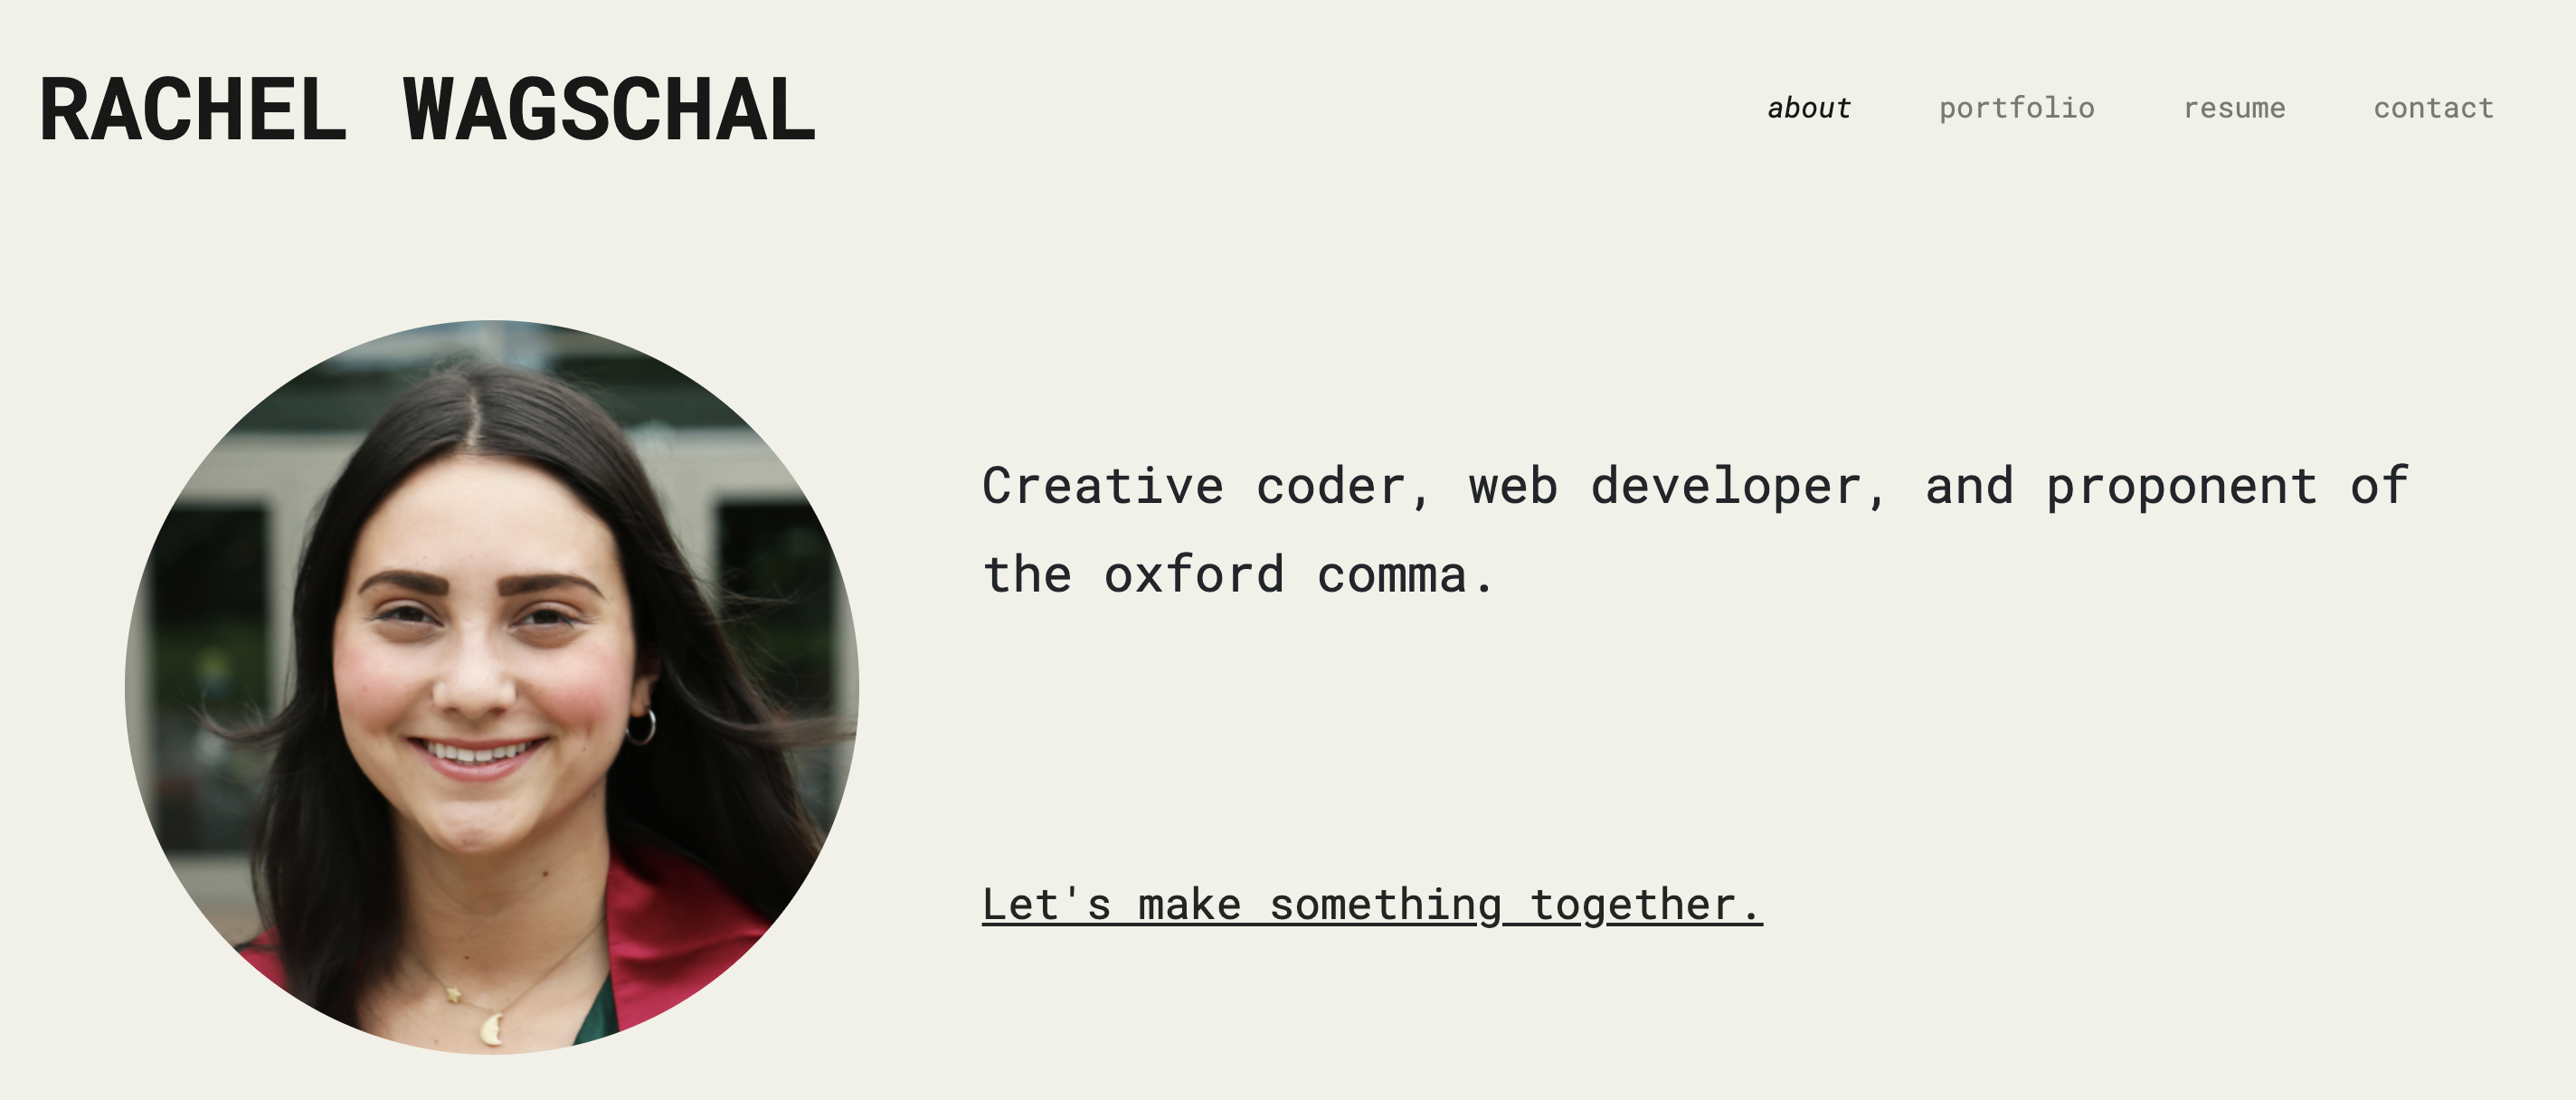 RACHEL WAGSCHAL
about portfolio resume contact
Creative coder, web developer, and proponent of
the oxford comma.
Let's make something together.